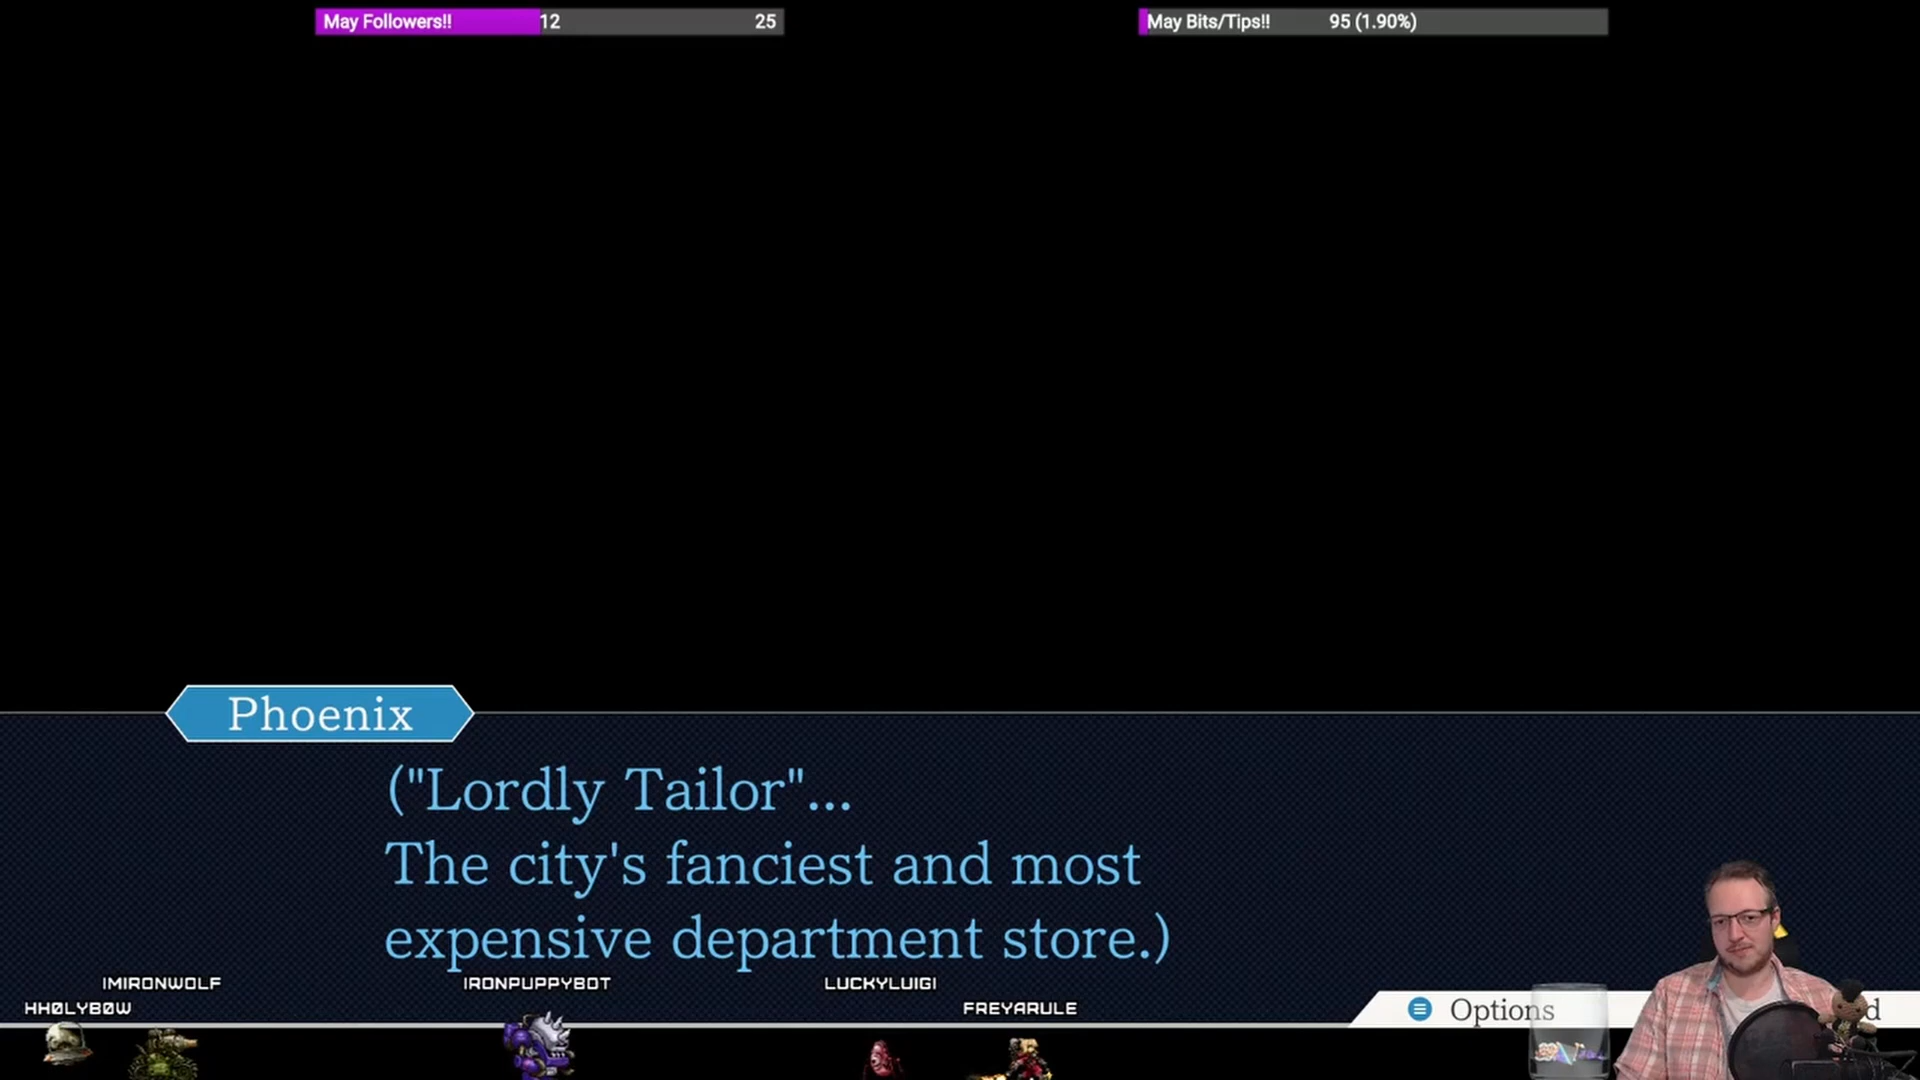 May Followers!! 12 25
May Bits/Tips!! 95 (1.90%)
Phoenix
("Lordly Tailor"...
The city's fanciest and most
expensive department store.)
IMIRONWOLF
IRONPUPPYBOT
LUCKYLUIGI
HH0LYB0W
FREYARULE
Options